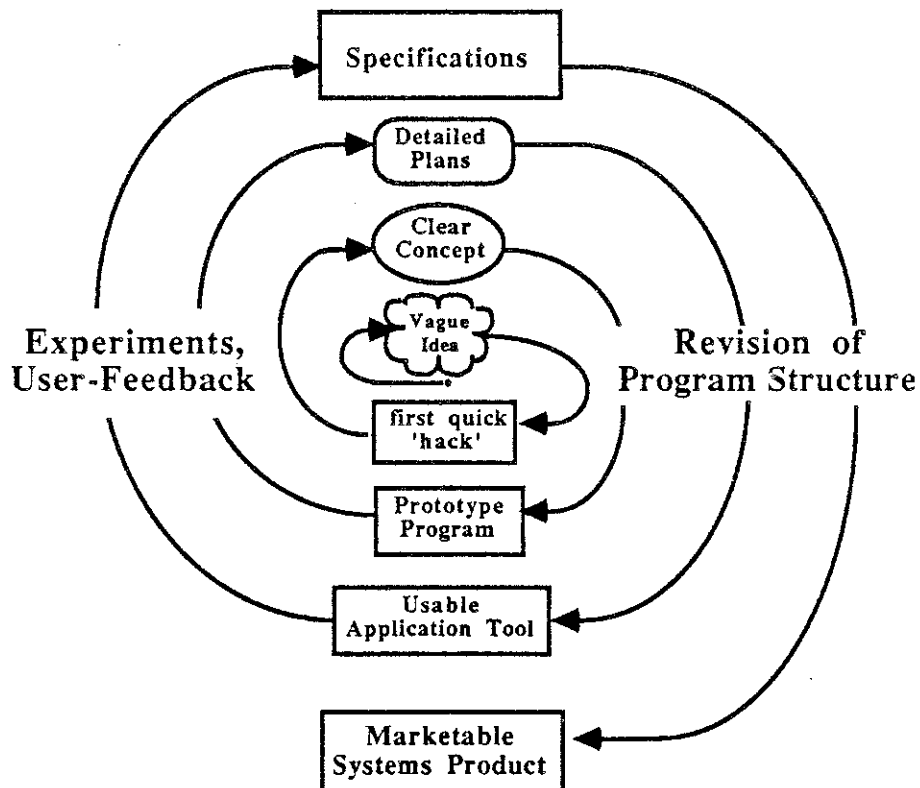 Specifications
Detailed
Plans
Clear
Concept
Vague
Idea
Experiments,
User-Feedback
Revision of
Program Structure
first quick
'hack'
Prototype
Program
Usable
Application Tool
Marketable
Systems Product